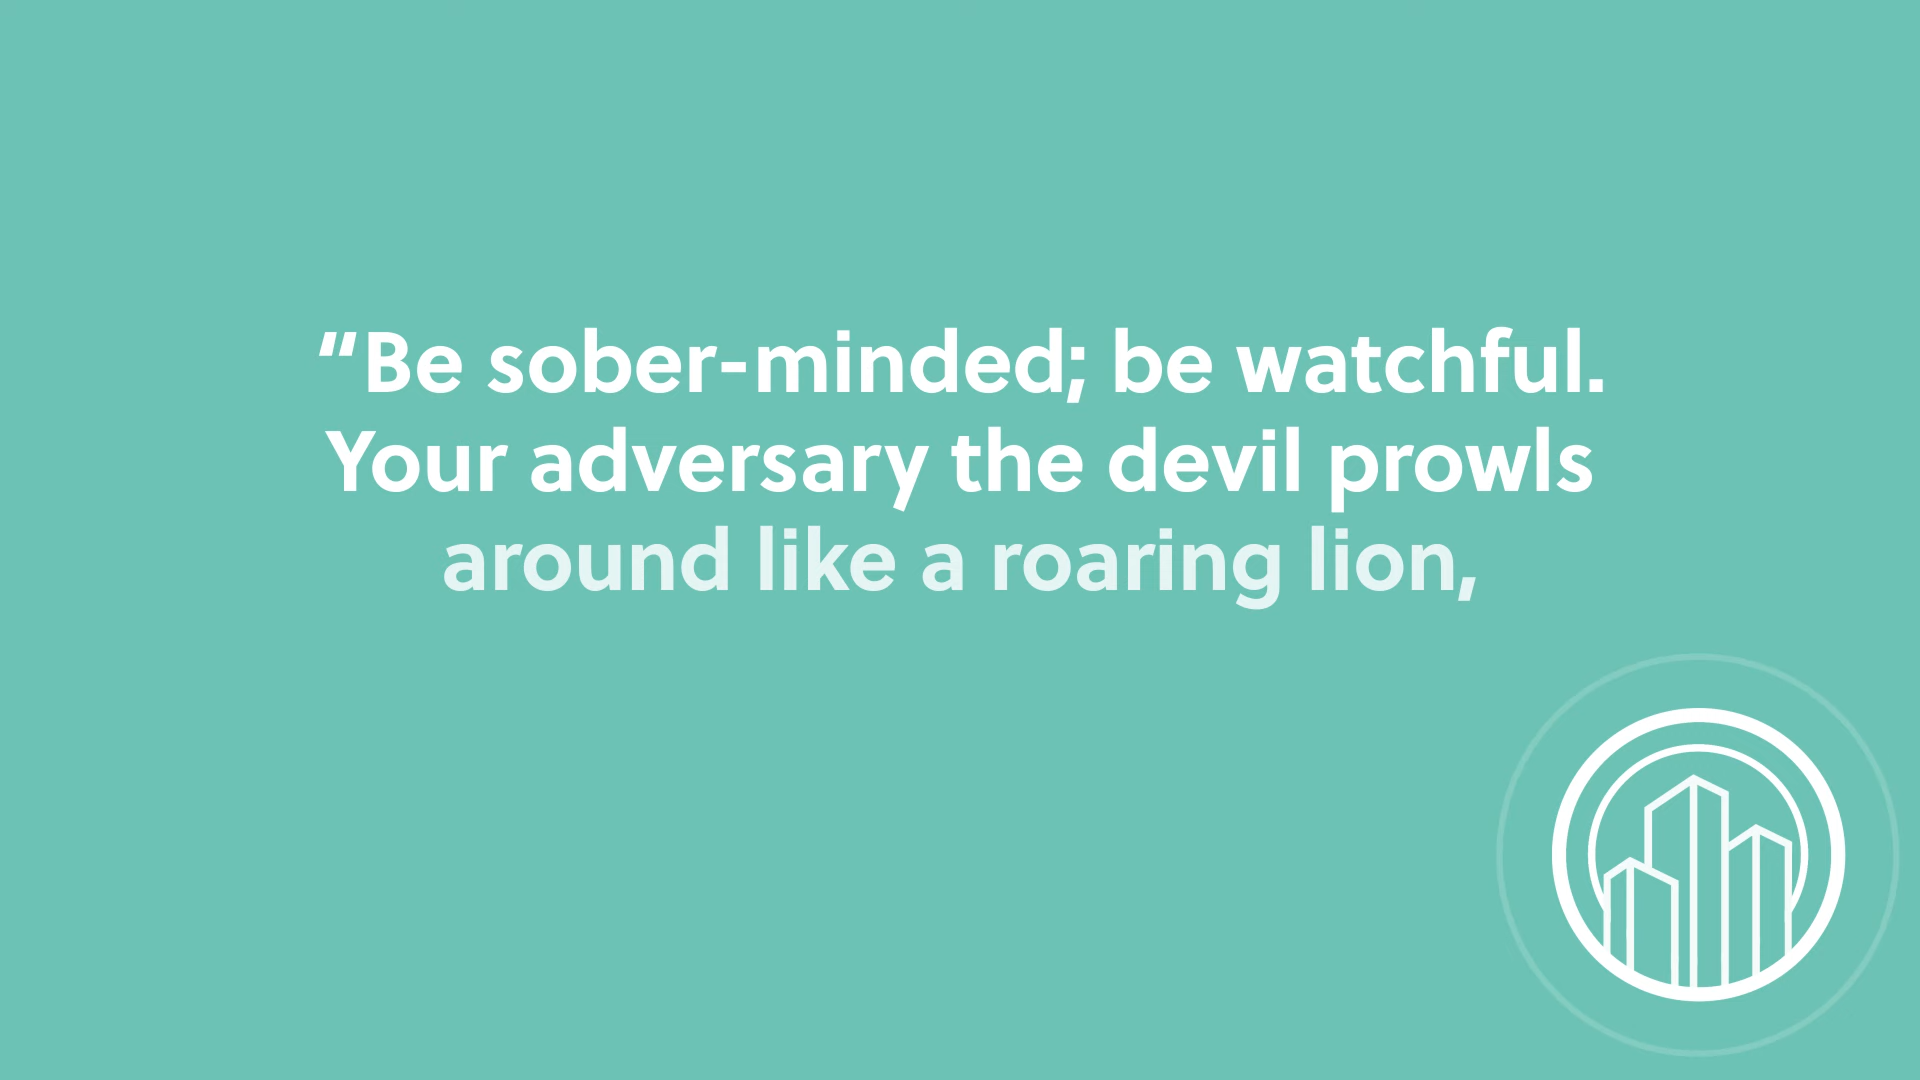 “Be sober-minded; be watchful.
Your adversary the devil prowls
around like a roaring lion,